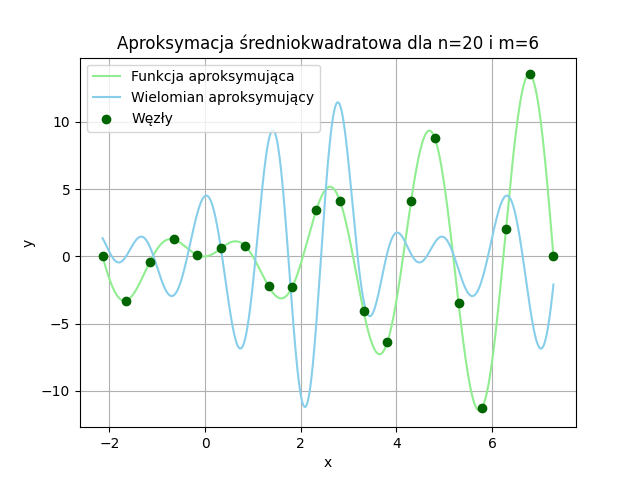 Aproksymacja średniokwadratowa dla n=20 i m=6
Funkcja aproksymująca
Wielomian aproksymujący
Węzły
10
5
0
−5
−10
y
−2
0
2
4
6
x